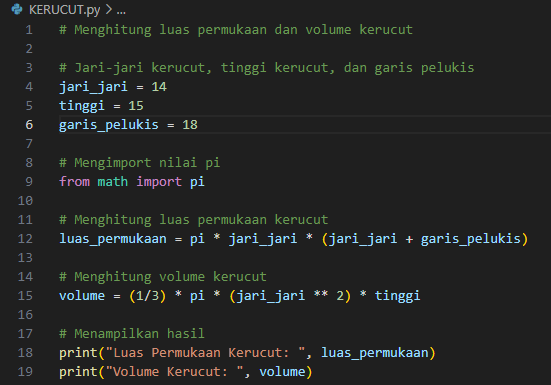 KERUCUT.py > ...
1 # Menghitung luas permukaan dan volume kerucut
2
3 # Jari-jari kerucut, tinggi kerucut, dan garis pelukis
4 jari_jari = 14
5 tinggi = 15
6 garis_pelukis = 18
7
8 # Mengimport nilai pi
9 from math import pi
10
11 # Menghitung luas permukaan kerucut
12 luas_permukaan = pi * jari_jari * (jari_jari + garis_pelukis)
13
14 # Menghitung volume kerucut
15 volume = (1/3) * pi * (jari_jari ** 2) * tinggi
16
17 # Menampilkan hasil
18 print("Luas Permukaan Kerucut: ", luas_permukaan)
19 print("Volume Kerucut: ", volume)